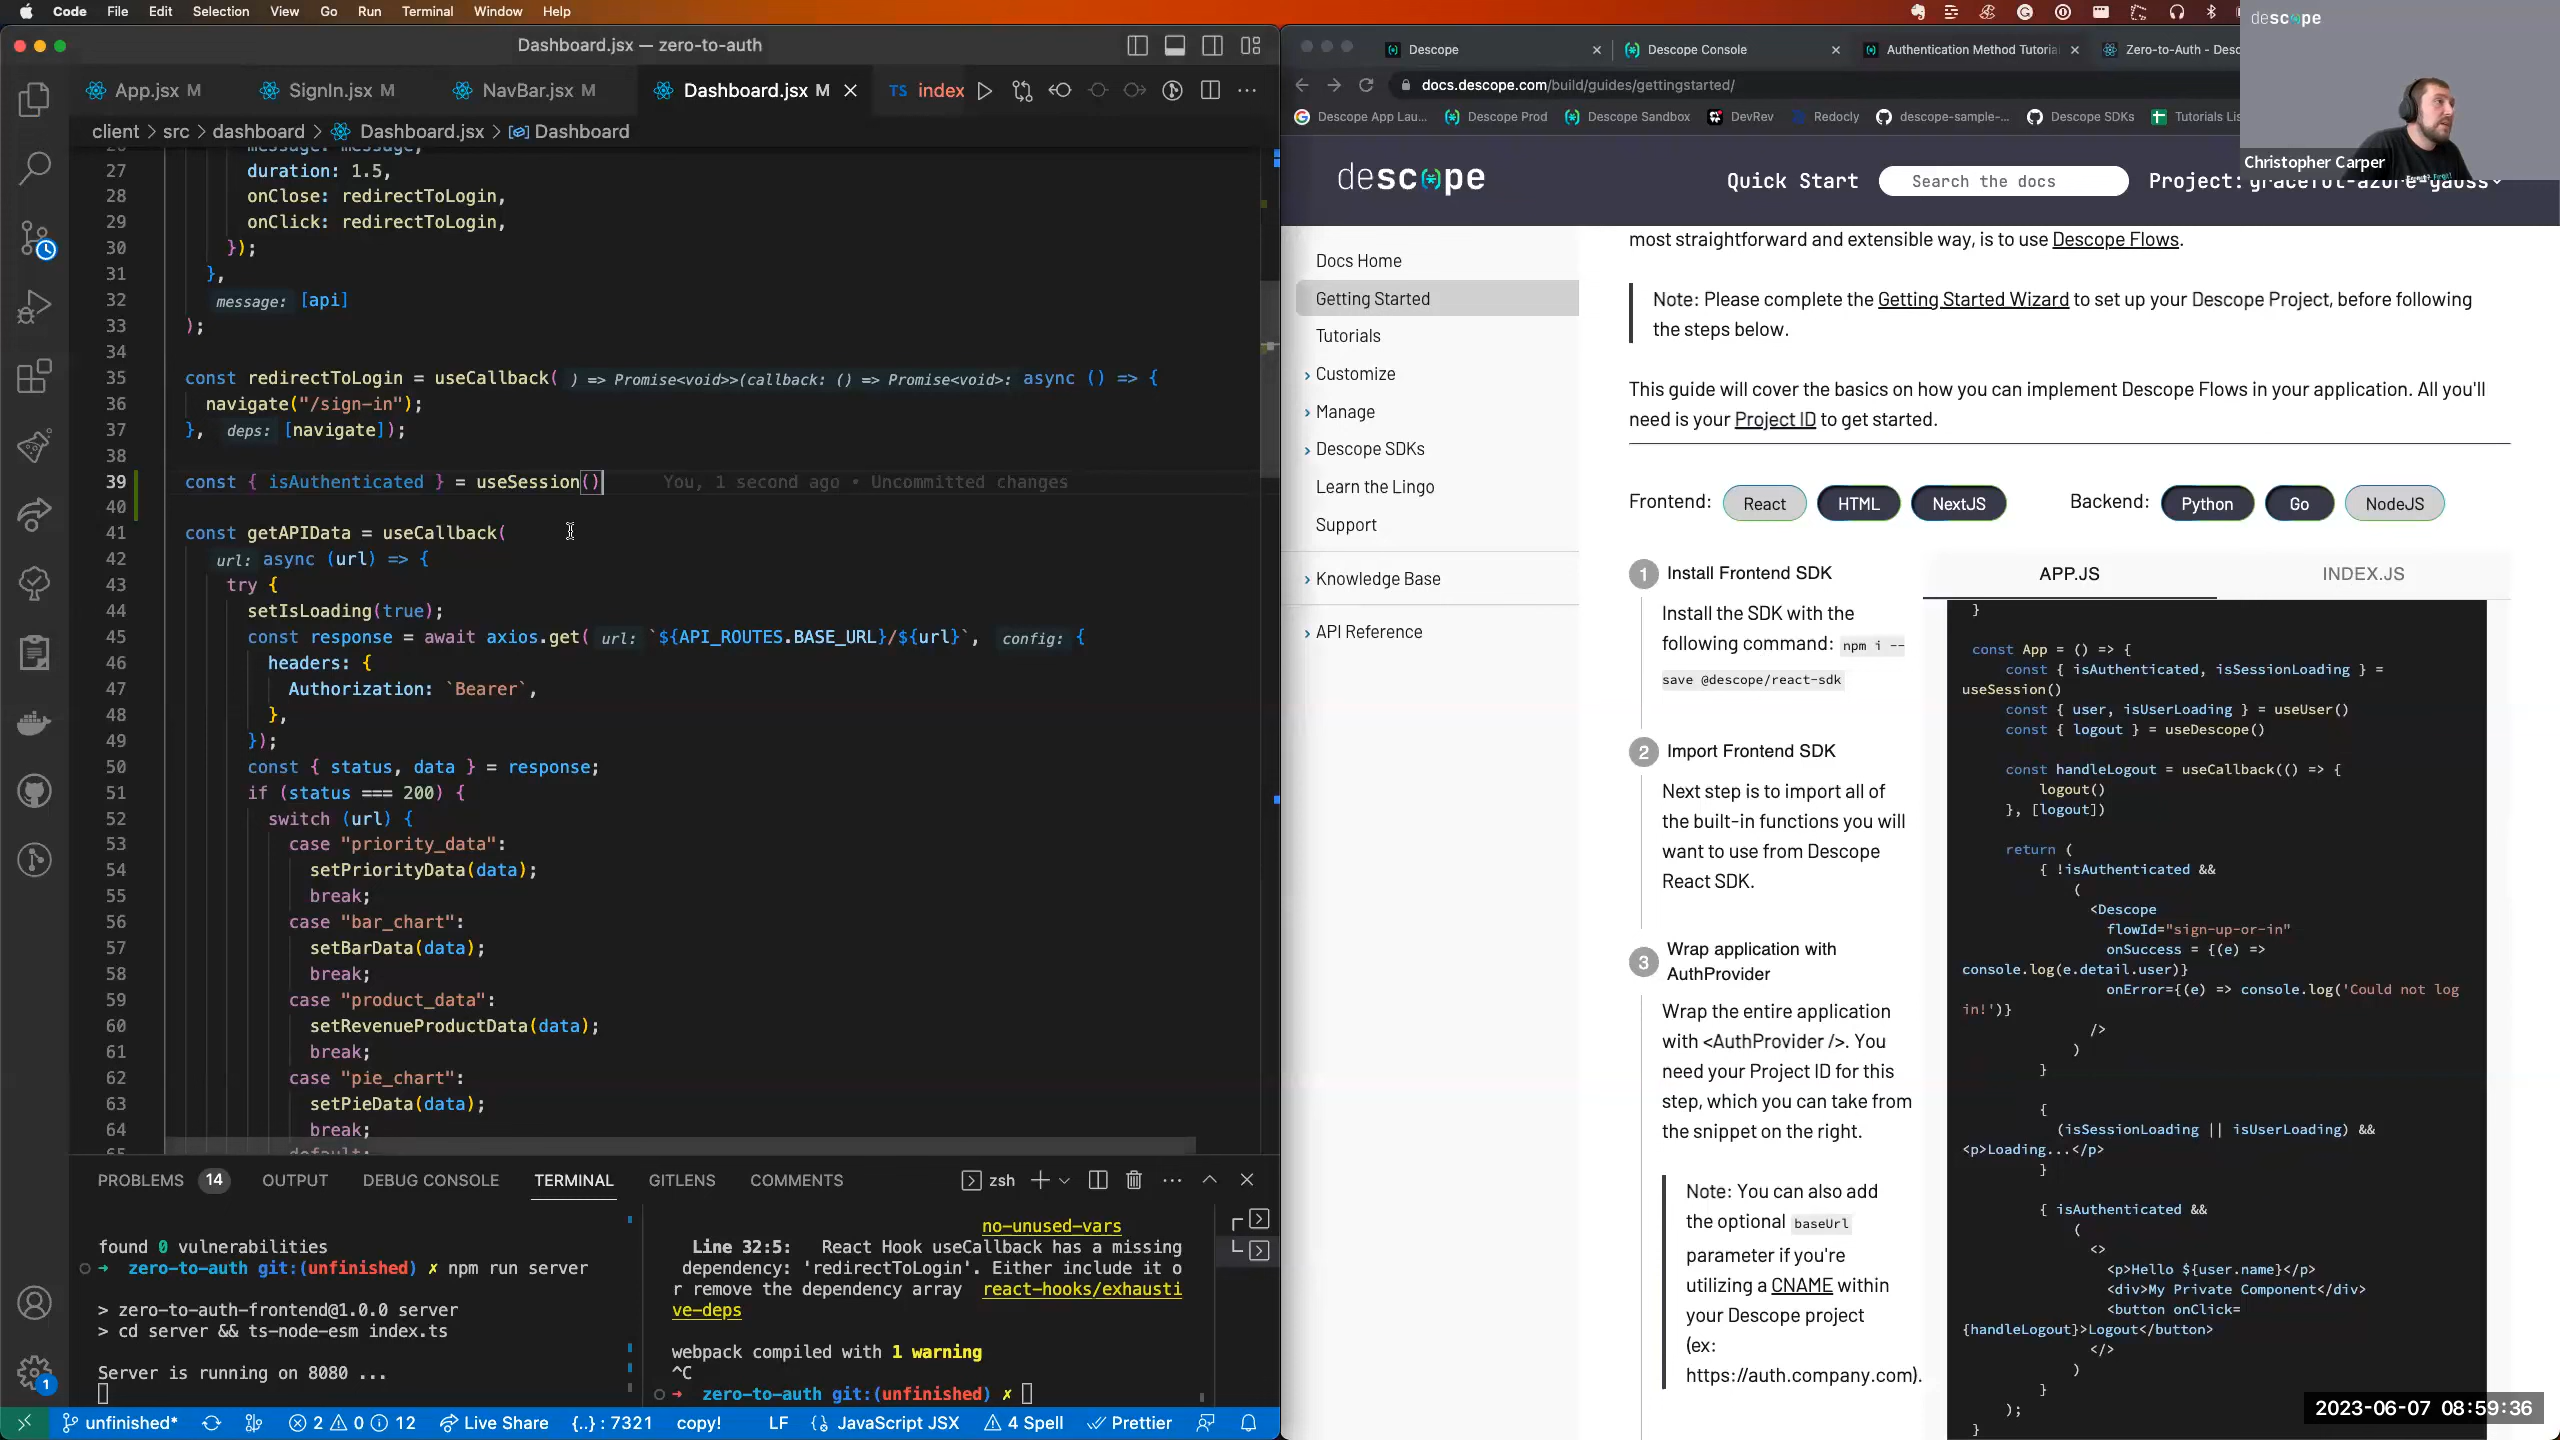 Code File Edit Selection View Go Run Terminal Window Help
Dashboard.jsx — zero-to-auth
App.jsx M SignIn.jsx M NavBar.jsx M Dashboard.jsx M TS index
client > src > dashboard > Dashboard.jsx > Dashboard
26 message: message,
27 duration: 1.5,
28 onClose: redirectToLogin,
29 onClick: redirectToLogin,
30 });
31 },
32 message: [api]
33 );
34
35 const redirectToLogin = useCallback( ) => Promise<void>>(callback: () => Promise<void>: async () => {
36 navigate("/sign-in");
37 }, deps: [navigate]);
38
39 const { isAuthenticated } = useSession() You, 1 second ago • Uncommitted changes
40
41 const getAPIData = useCallback(
42 url: async (url) => {
43 try {
44 setIsLoading(true);
45 const response = await axios.get( url: `${API_ROUTES.BASE_URL}/${url}`, config: {
46 headers: {
47 Authorization: `Bearer`,
48 },
49 });
50 const { status, data } = response;
51 if (status === 200) {
52 switch (url) {
53 case "priority_data":
54 setPriorityData(data);
55 break;
56 case "bar_chart":
57 setBarData(data);
58 break;
59 case "product_data":
60 setRevenueProductData(data);
61 break;
62 case "pie_chart":
63 setPieData(data);
64 break;
65 default:
PROBLEMS 14 OUTPUT DEBUG CONSOLE TERMINAL GITLENS COMMENTS zsh
found 0 vulnerabilities
zero-to-auth git:(unfinished) ✗ npm run server
> zero-to-auth-frontend@1.0.0 server
> cd server && ts-node-esm index.ts
Server is running on 8080 ...
no-unused-vars
Line 32:5: React Hook useCallback has a missing
dependency: 'redirectToLogin'. Either include it o
r remove the dependency array react-hooks/exhausti
ve-deps
webpack compiled with 1 warning
^C
zero-to-auth git:(unfinished) ✗
1
unfinished* 2 0 12 Live Share {..} : 7321 copy! LF JavaScript JSX 4 Spell Prettier
Descope Descope Console Authentication Method Tutoria Zero-to-Auth - Desc
docs.descope.com/build/guides/gettingstarted/
Descope App Lau... Descope Prod Descope Sandbox DevRev Redocly descope-sample-... Descope SDKs Tutorials Lis
descope
Christopher Carper
descope
Quick Start Search the docs Project: graceful-azure-gauss
Docs Home
Getting Started
Tutorials
Customize
Manage
Descope SDKs
Learn the Lingo
Support
Knowledge Base
API Reference
most straightforward and extensible way, is to use Descope Flows.
Note: Please complete the Getting Started Wizard to set up your Descope Project, before following
the steps below.
This guide will cover the basics on how you can implement Descope Flows in your application. All you'll
need is your Project ID to get started.
Frontend: React HTML NextJS Backend: Python Go NodeJS
1 Install Frontend SDK
Install the SDK with the
following command: npm i --
save @descope/react-sdk
2 Import Frontend SDK
Next step is to import all of
the built-in functions you will
want to use from Descope
React SDK.
3 Wrap application with
AuthProvider
Wrap the entire application
with <AuthProvider />. You
need your Project ID for this
step, which you can take from
the snippet on the right.
Note: You can also add
the optional baseUrl
parameter if you're
utilizing a CNAME within
your Descope project
(ex:
https://auth.company.com).
APP.JS INDEX.JS
}
const App = () => {
const { isAuthenticated, isSessionLoading } =
useSession()
const { user, isUserLoading } = useUser()
const { logout } = useDescope()
const handleLogout = useCallback(() => {
logout()
}, [logout])
return (
{ !isAuthenticated &&
(
<Descope
flowId="sign-up-or-in"
onSuccess = {(e) =>
console.log(e.detail.user)}
onError={(e) => console.log('Could not log
in!')}
/>
)
}
{
(isSessionLoading || isUserLoading) &&
<p>Loading...</p>
}
{ isAuthenticated &&
(
<>
<p>Hello ${user.name}</p>
<div>My Private Component</div>
<button onClick=
{handleLogout}>Logout</button>
</>
)
}
);
}
2023-06-07 08:59:36